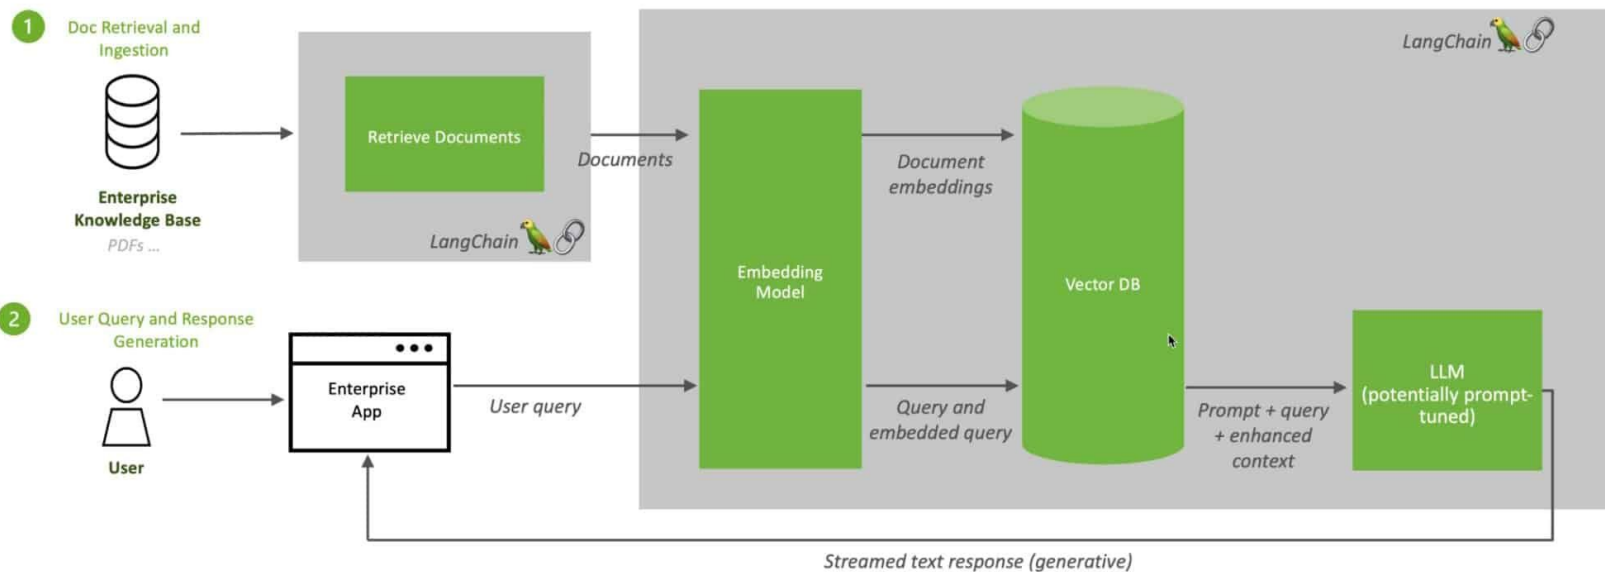 1
Doc Retrieval and
Ingestion
Enterprise
Knowledge Base
PDFs ...
Retrieve Documents
LangChain
Documents
LangChain
Embedding
Model
Document
embeddings
Vector DB
2
User Query and Response
Generation
User
Enterprise
App
User query
Query and
embedded query
Prompt + query
+ enhanced
context
LLM
(potentially prompt-
tuned)
Streamed text response (generative)